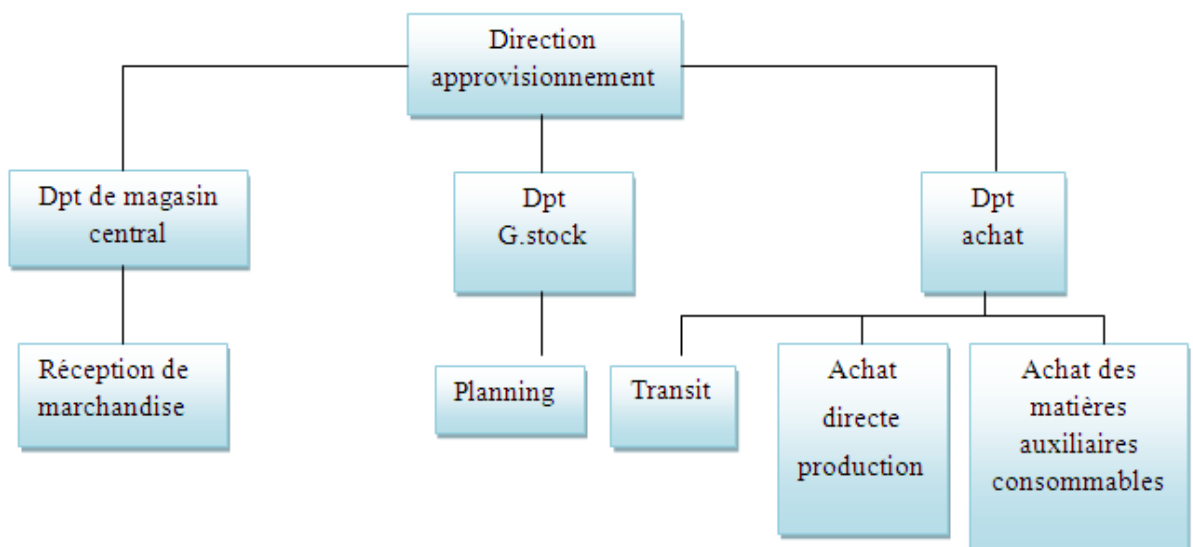 Direction
approvisionnement
Dpt de magasin
central
Dpt
G.stock
Dpt
achat
Réception de
marchandise
Planning
Transit
Achat
directe
production
Achat des
matières
auxiliaires
consommables